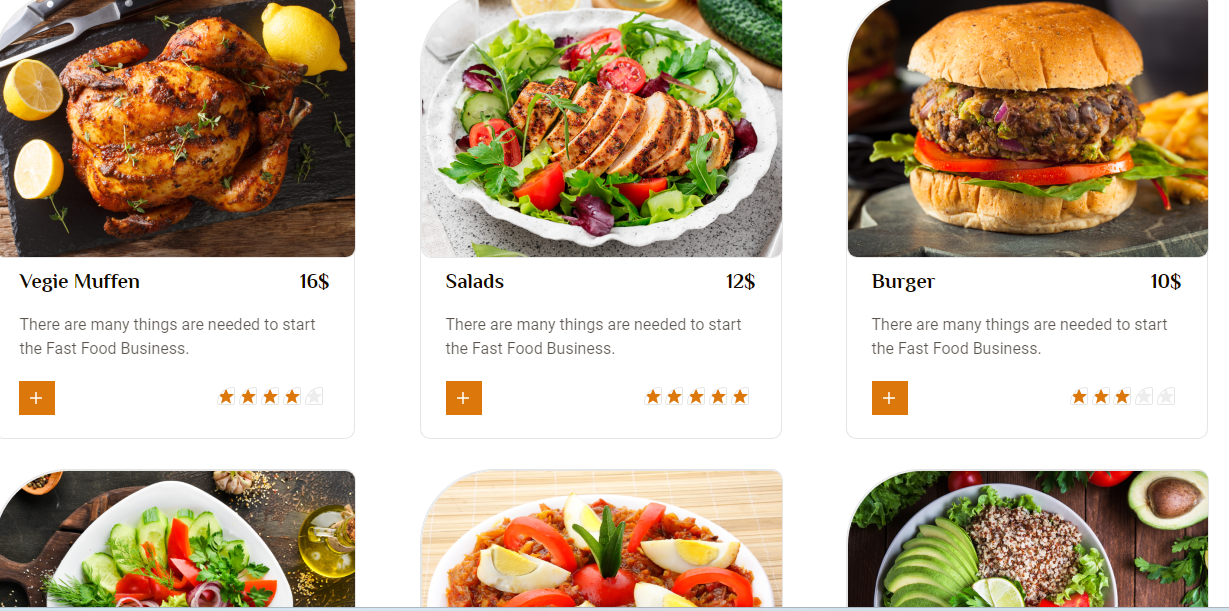 Vegie Muffen 16$
There are many things are needed to start
the Fast Food Business.
+
Salads 12$
There are many things are needed to start
the Fast Food Business.
+
Burger 10$
There are many things are needed to start
the Fast Food Business.
+